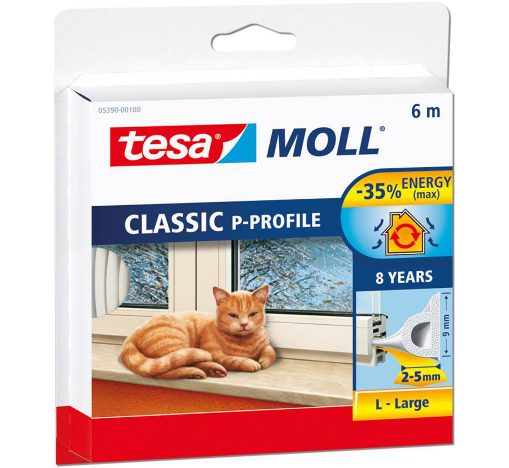 05390-00100
6 m
tesa® MOLL®
-35% ENERGY
(max)
CLASSIC P-PROFILE
8 YEARS
9 mm
2-5mm
L - Large